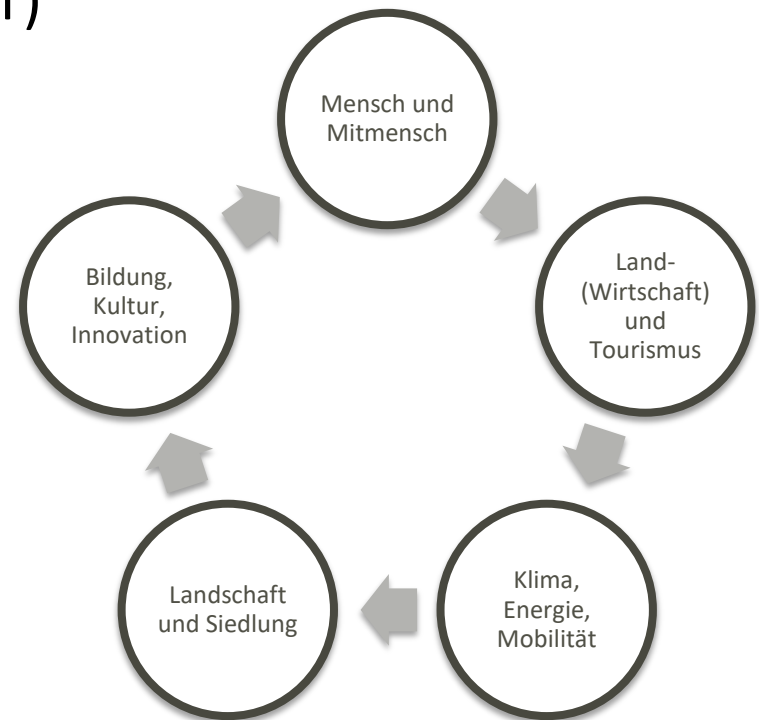 Mensch und
Mitmensch
Land-
(Wirtschaft)
und
Tourismus
Klima,
Energie,
Mobilität
Landschaft
und Siedlung
Bildung,
Kultur,
Innovation